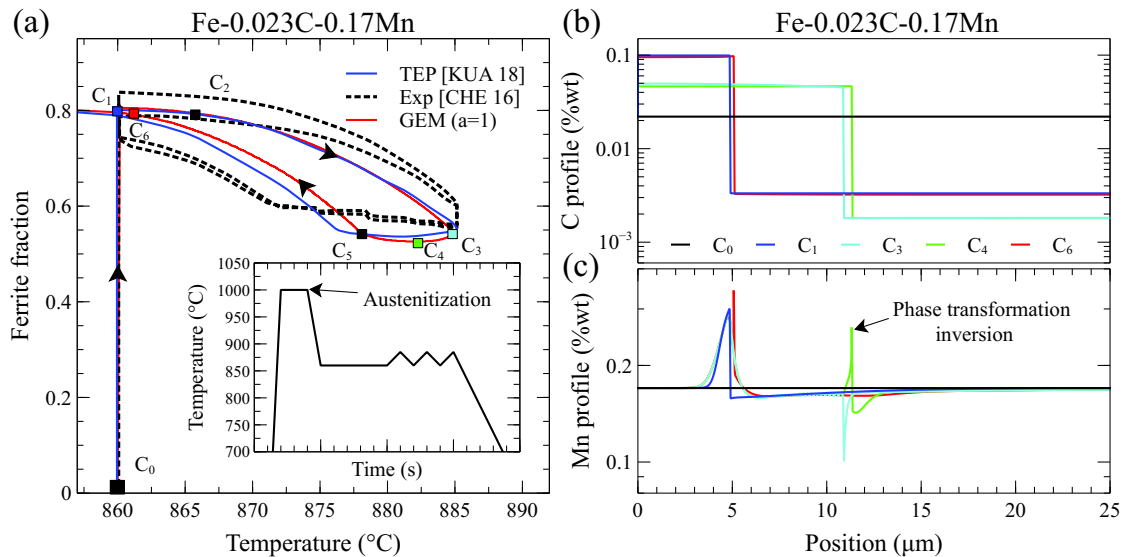 (a)
Fe-0.023C-0.17Mn
Ferrite fraction
0
0.2
0.4
0.6
0.8
860
865
870
875
880
885
890
Temperature (°C)
TEP [KUA 18]
Exp [CHE 16]
GEM (a=1)
C0
C1
C2
C3
C4
C5
C6
Temperature (°C)
1050
1000
950
900
850
800
750
700
Austenitization
Time (s)
(b)
Fe-0.023C-0.17Mn
C profile (%wt)
0.1
0.01
10⁻³
C0 C1 C3 C4 C6
(c)
Mn profile (%wt)
0.2
0.1
Phase transformation
inversion
0 5 10 15 20 25
Position (µm)